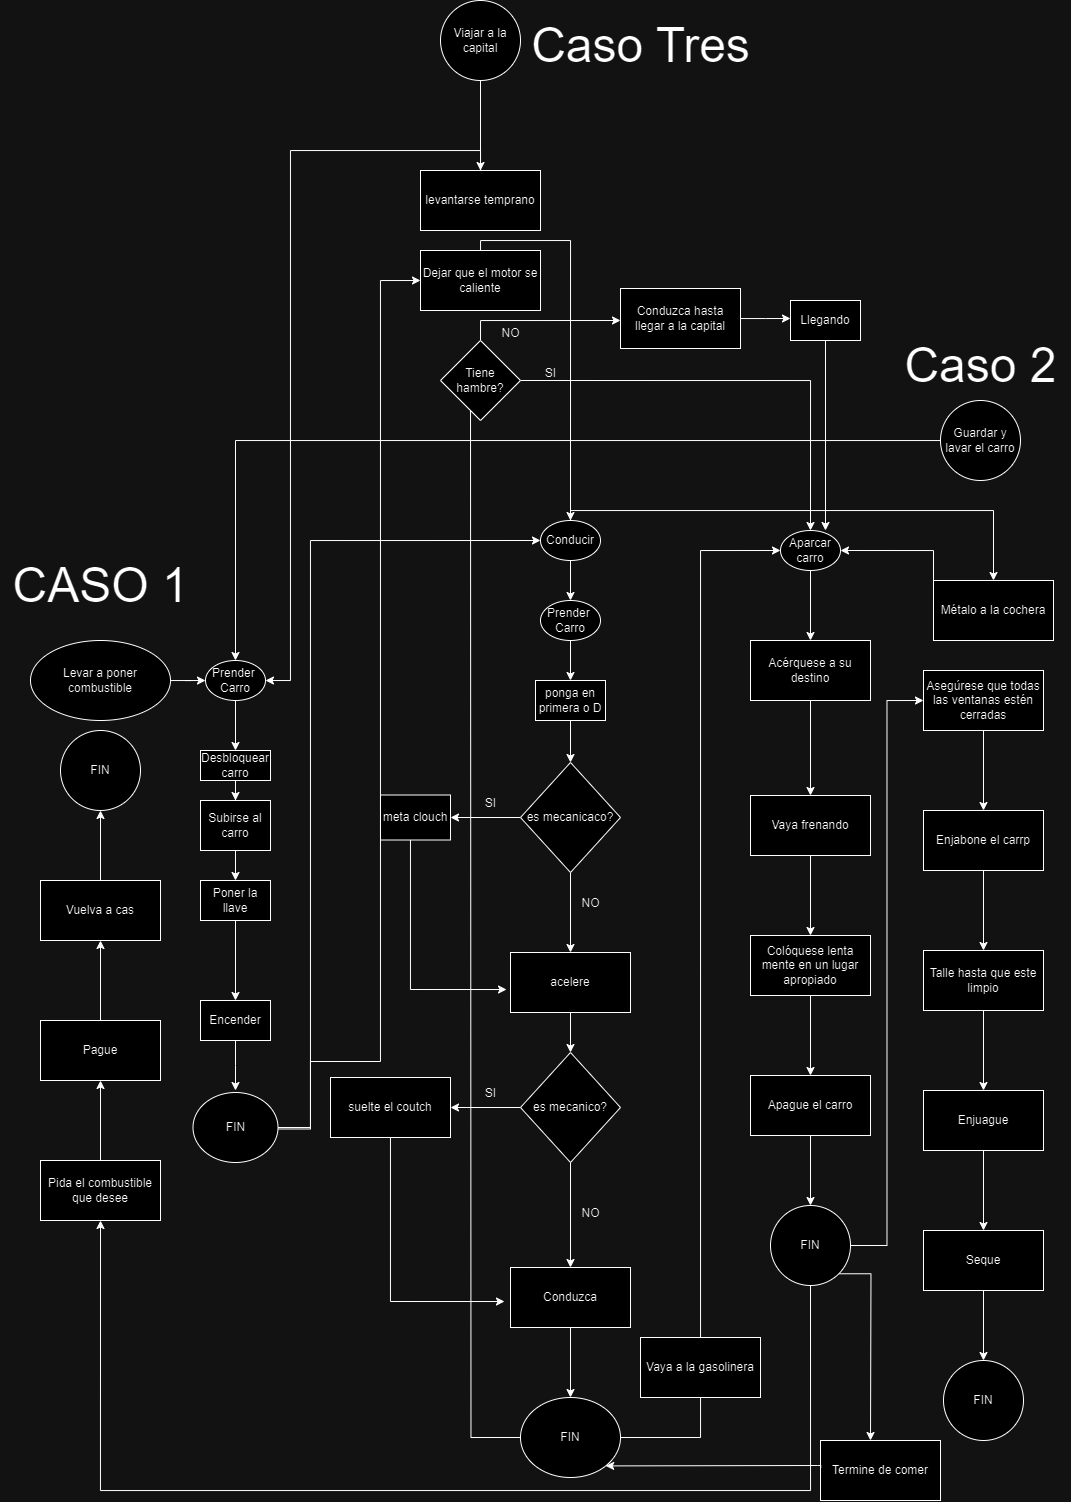 Viajar a la
capital
Caso Tres
levantarse temprano
Dejar que el motor se
caliente
Conduzca hasta
llegar a la capital
Llegando
NO
Tiene
hambre?
SI
Caso 2
Guardar y
lavar el carro
Conducir
Aparcar
carro
CASO 1
Métalo a la cochera
Prender
Carro
Levar a poner
combustible
Prender
Carro
Acérquese a su
destino
ponga en
primera o D
Asegúrese que todas
las ventanas estén
cerradas
FIN
Desbloquear
carro
Subirse al
carro
SI
meta clouch
es mecanicaco?
Vaya frenando
Enjabone el carrp
Poner la
llave
Vuelva a cas
NO
Colóquese lenta
mente en un lugar
apropiado
acelere
Talle hasta que este
limpio
Encender
Pague
SI
suelte el coutch
es mecanico?
Apague el carro
Enjuague
FIN
Pida el combustible
que desee
NO
FIN
Seque
Conduzca
Vaya a la gasolinera
FIN
FIN
Termine de comer